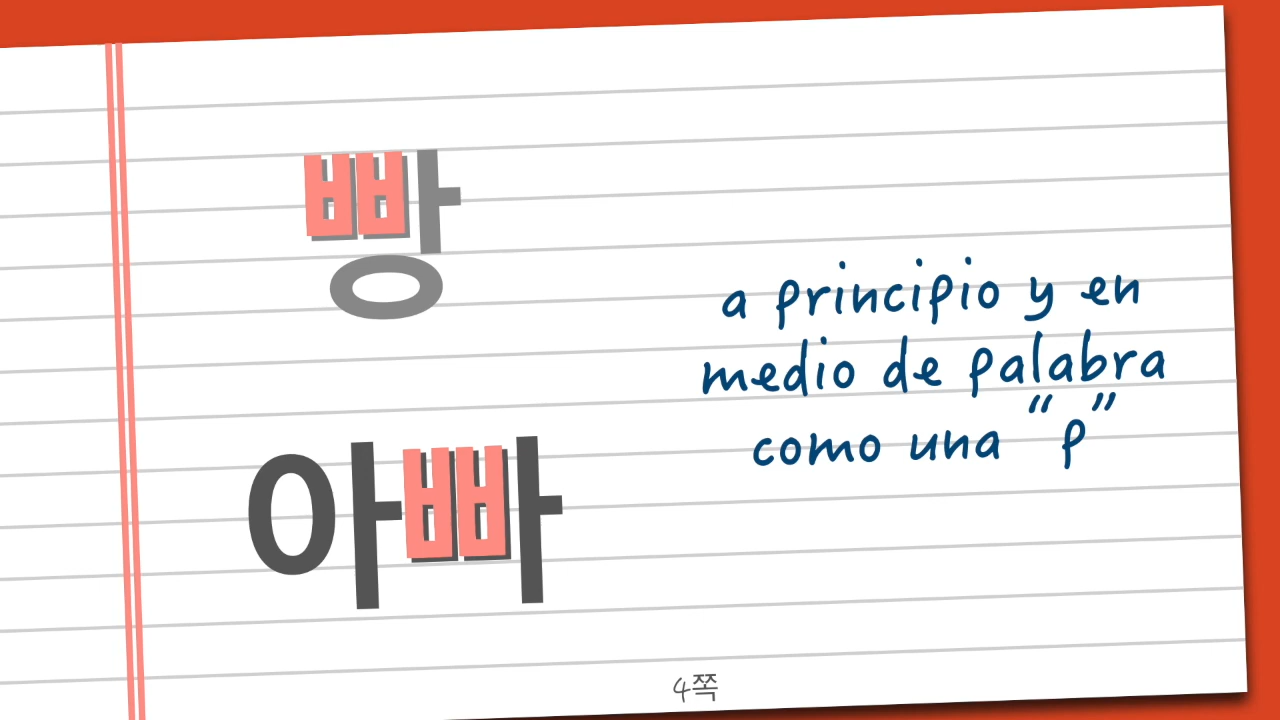 빵
아빠
a principio y en
medio de palabra
como una “p”
4쪽